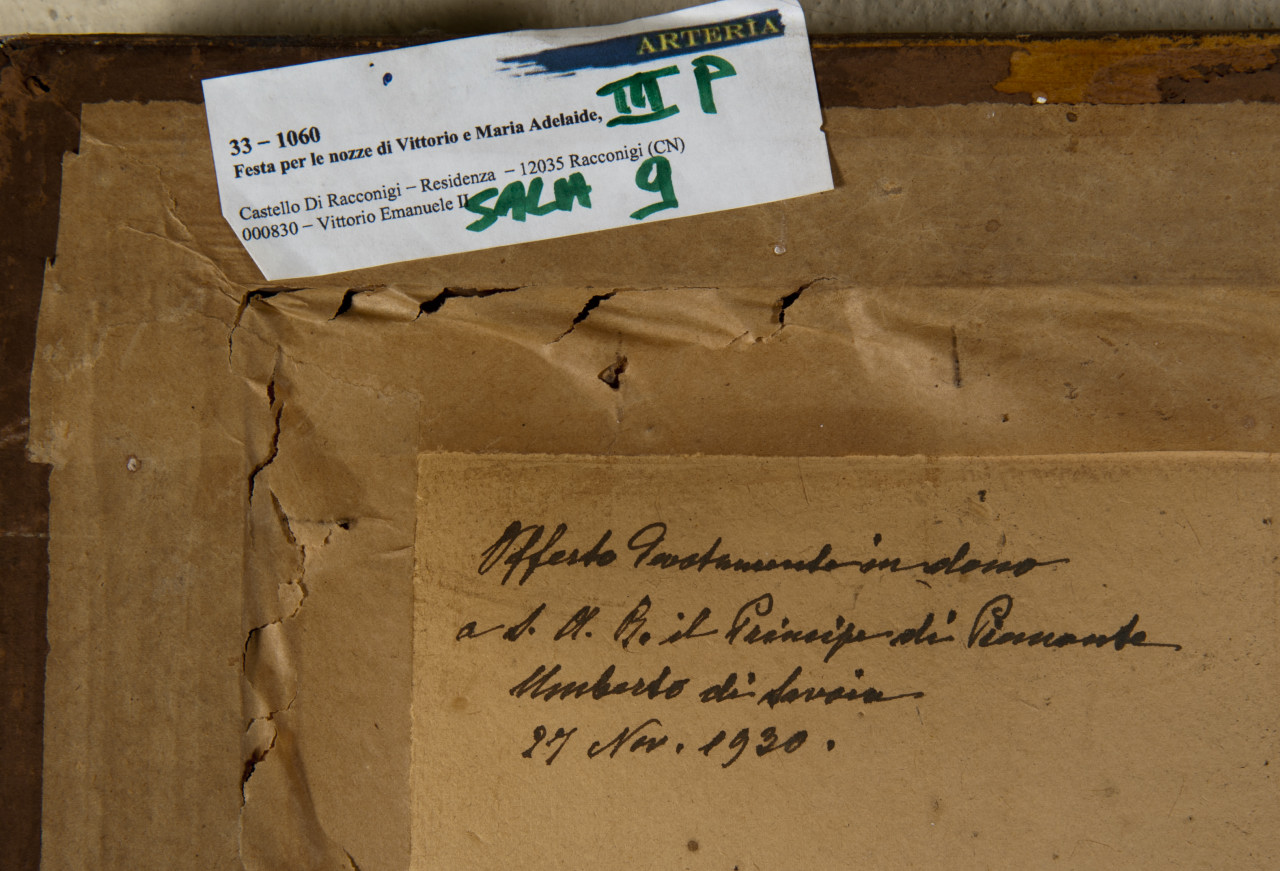 ARTERÌA
33 – 1060
Festa per le nozze di Vittorio e Maria Adelaide, III P
Castello Di Racconigi – Residenza – 12035 Racconigi (CN)
000830 – Vittorio Emanuele II SALA 9
Offerto devotamente in dono
a S. A. R. il Principe di Piemonte
Umberto di Savoia
27 Nov. 1930.